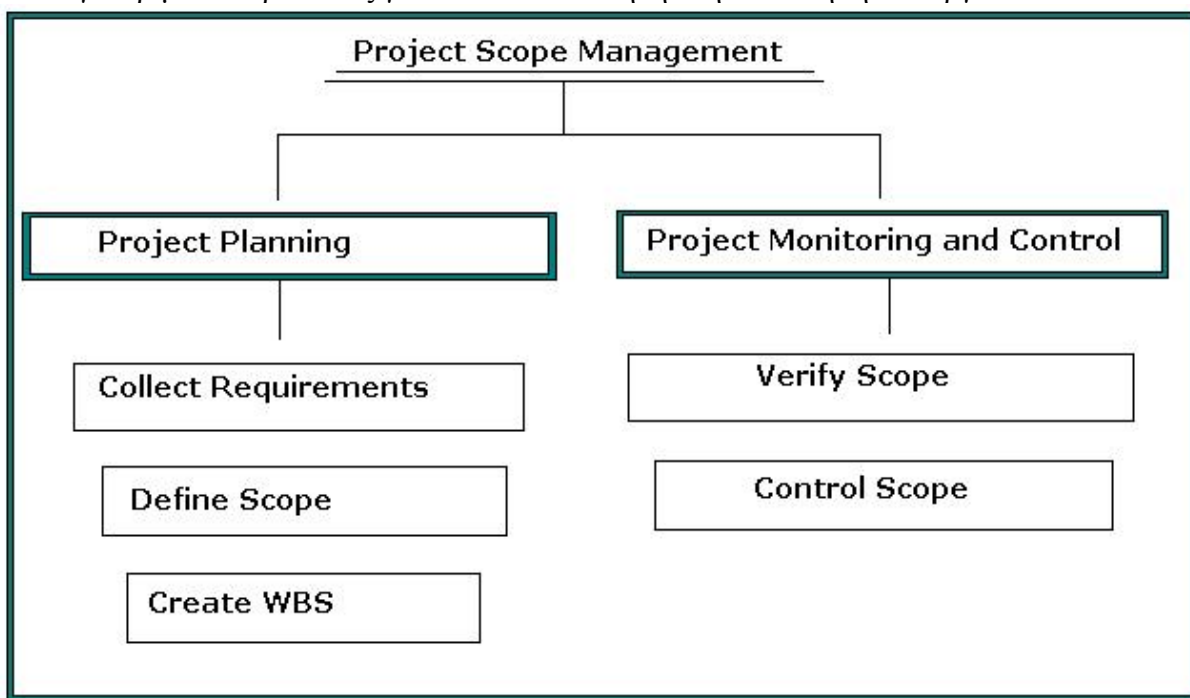 Project Scope Management
Project Planning
Project Monitoring and Control
Collect Requirements
Verify Scope
Define Scope
Control Scope
Create WBS